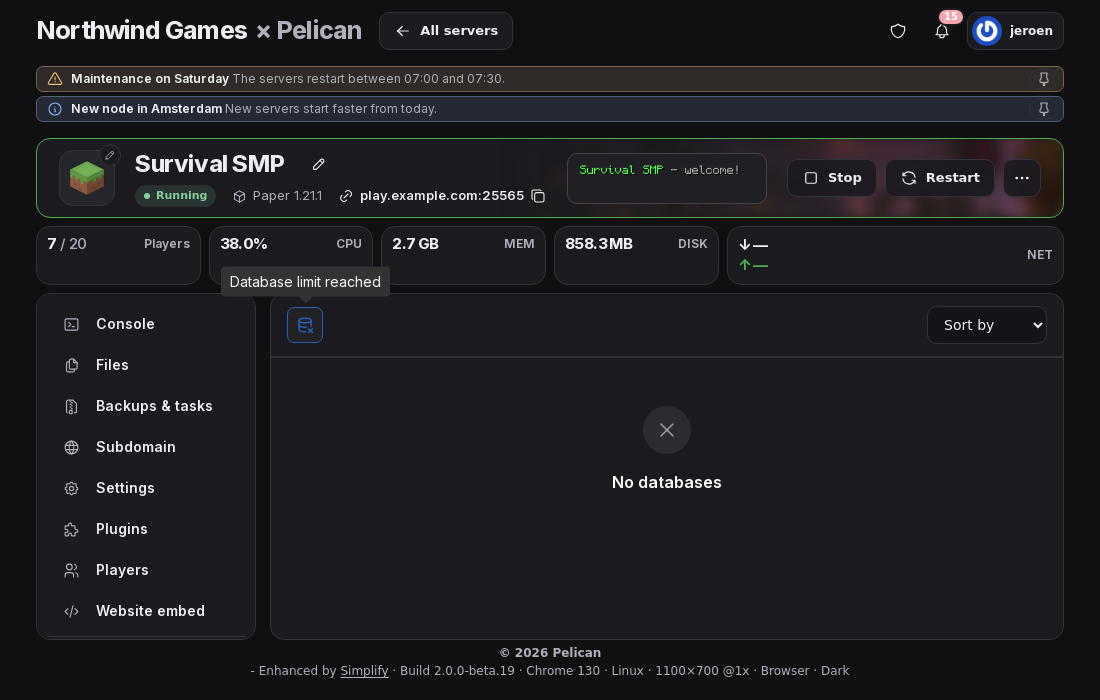 Northwind Games × Pelican
All servers
15
jeroen
Maintenance on Saturday The servers restart between 07:00 and 07:30.
New node in Amsterdam New servers start faster from today.
Survival SMP
Running
Paper 1.21.1
play.example.com:25565
Survival SMP — welcome!
Stop
Restart
7 / 20
Players
38.0%
CPU
2.7 GB
MEM
858.3 MB
DISK
↓—
↑—
NET
Database limit reached
Console
Files
Backups & tasks
Subdomain
Settings
Plugins
Players
Website embed
Sort by
No databases
© 2026 Pelican
- Enhanced by Simplify · Build 2.0.0-beta.19 · Chrome 130 · Linux · 1100×700 @1x · Browser · Dark